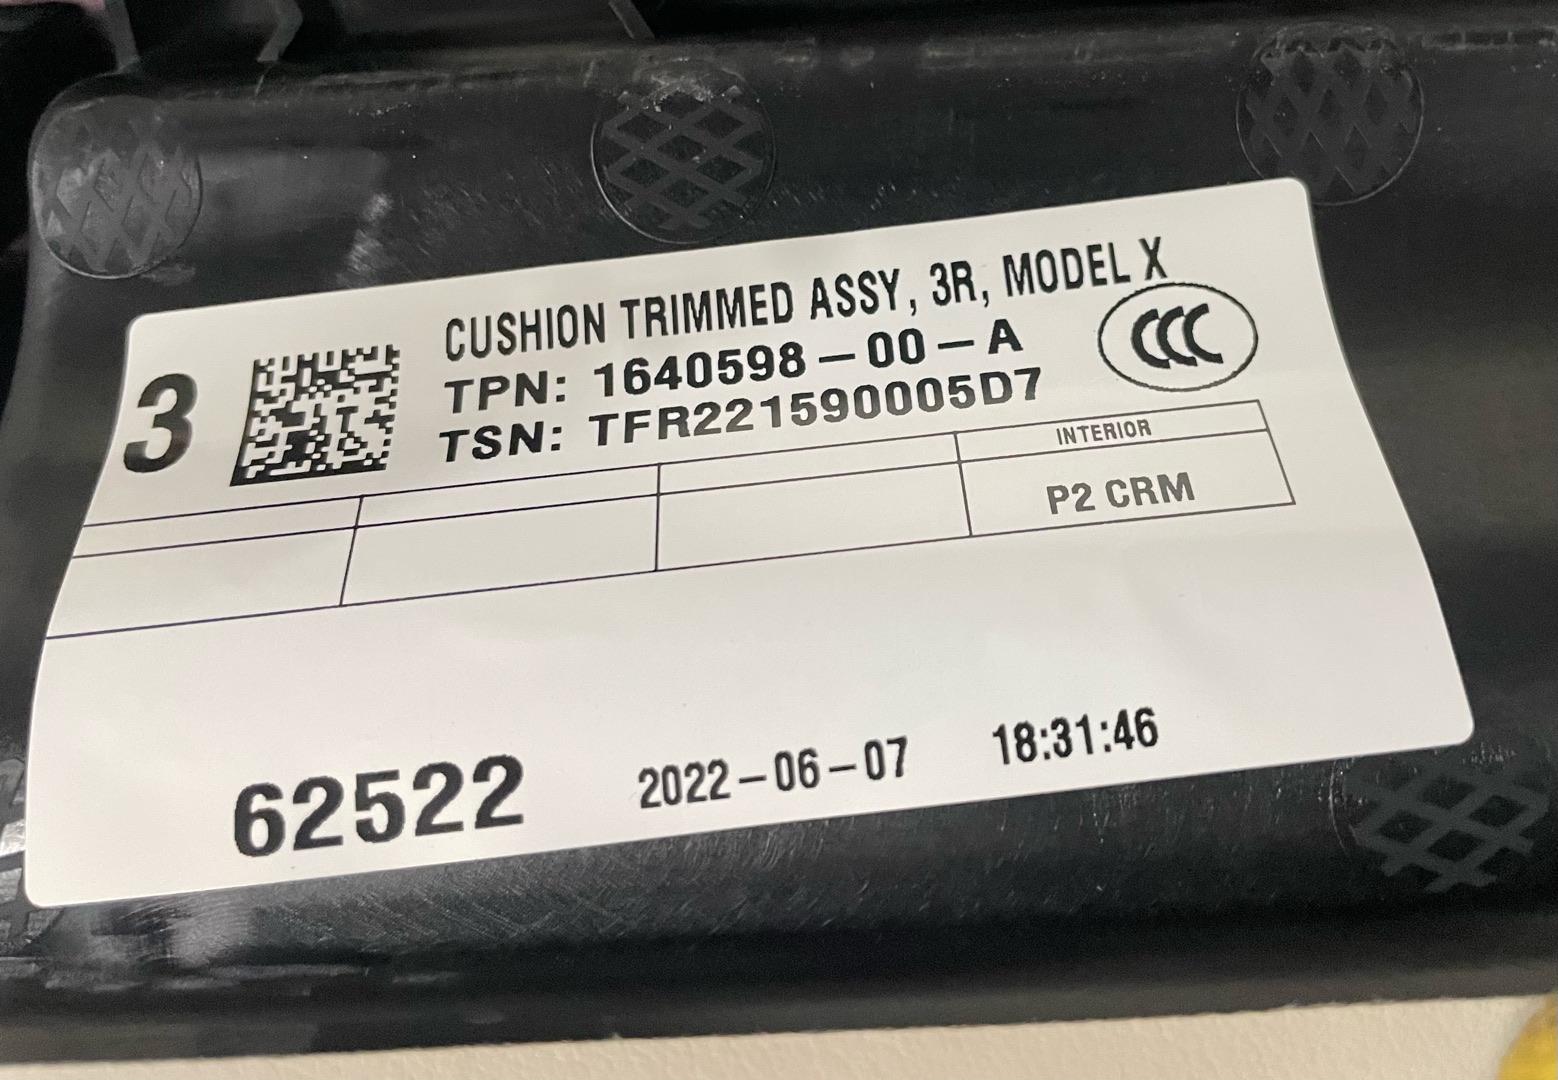 3
CUSHION TRIMMED ASSY, 3R, MODEL X
TPN: 1640598-00-A
TSN: TFR221590005D7
CCC
INTERIOR
P2 CRM
62522 2022-06-07 18:31:46